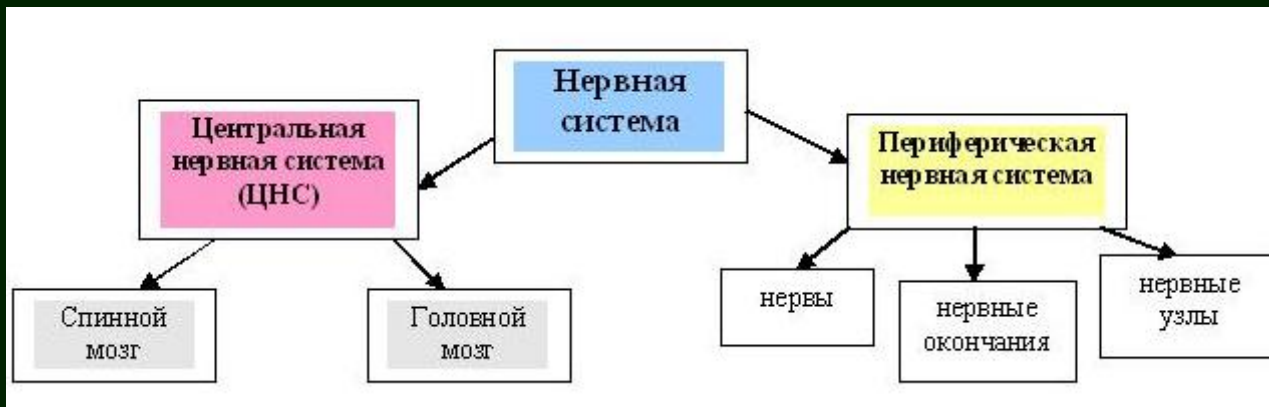 Нервная
система
Центральная
нервная система
(ЦНС)
Периферическая
нервная система
Спинной
мозг
Головной
мозг
нервы
нервные
окончания
нервные
узлы